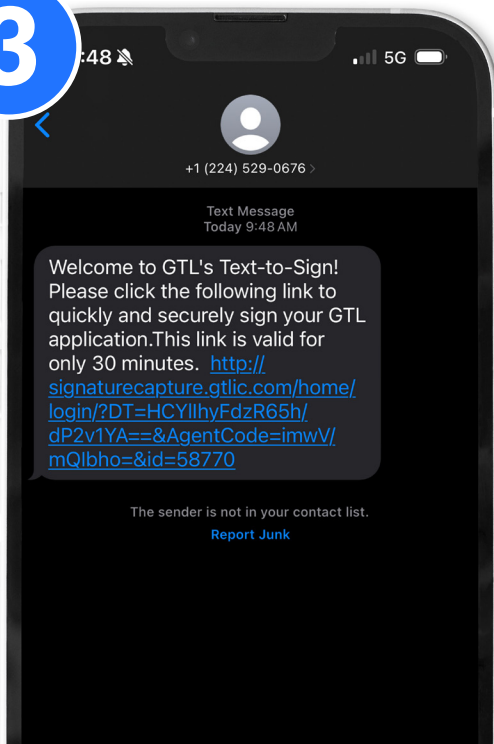 3
:48
5G
+1 (224) 529-0676 >
Text Message
Today 9:48 AM
Welcome to GTL's Text-to-Sign!
Please click the following link to
quickly and securely sign your GTL
application.This link is valid for
only 30 minutes.  http://
signaturecapture.gtlic.com/home/
login/?DT=HCYIlhyFdzR65h/
dP2v1YA==&AgentCode=imwV/
mQlbho=&id=58770
The sender is not in your contact list.
Report Junk